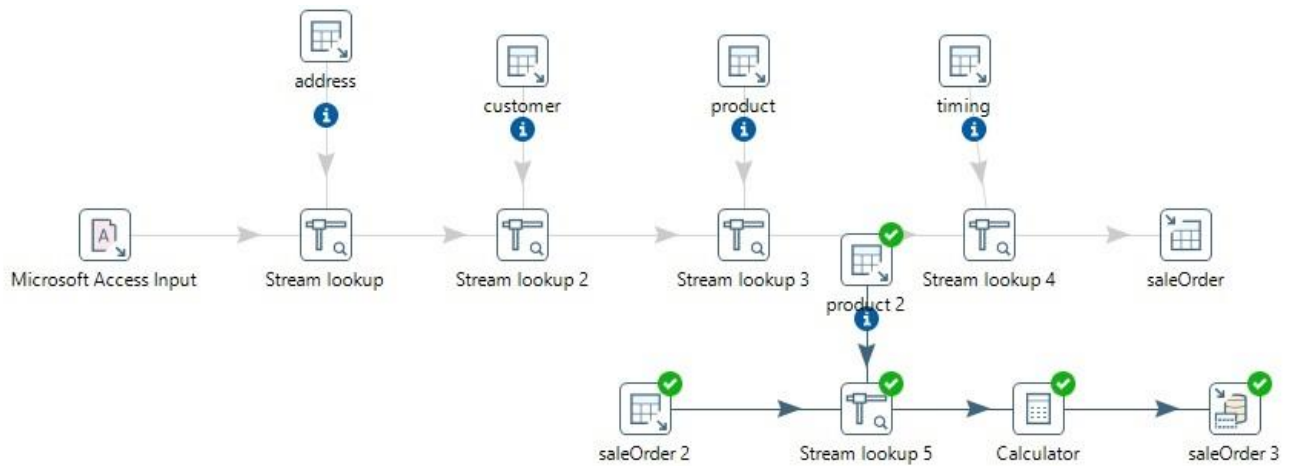 address
customer
product
timing
Microsoft Access Input
Stream lookup
Stream lookup 2
Stream lookup 3
Stream lookup 4
saleOrder
product 2
saleOrder 2
Stream lookup 5
Calculator
saleOrder 3